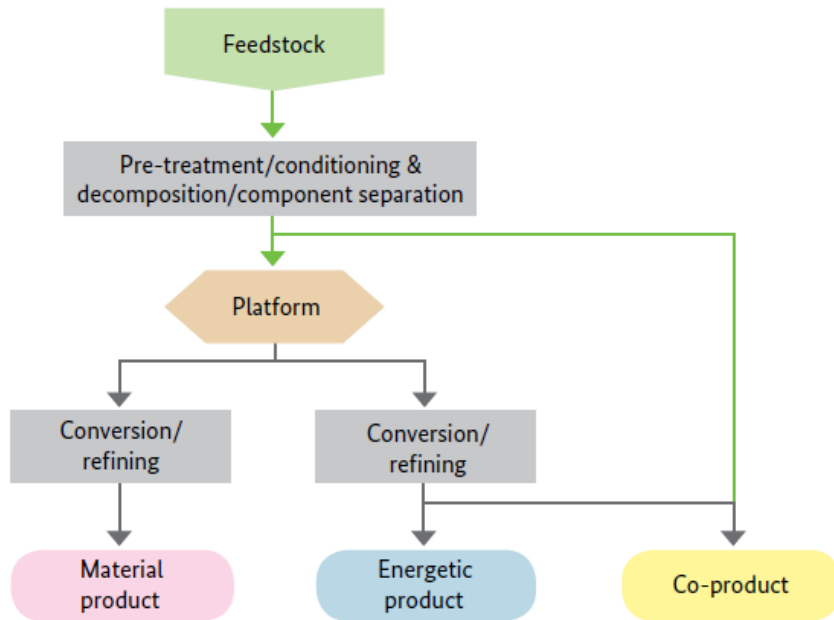 Feedstock
Pre-treatment/conditioning &
decomposition/component separation
Platform
Conversion/
refining
Conversion/
refining
Material
product
Energetic
product
Co-product